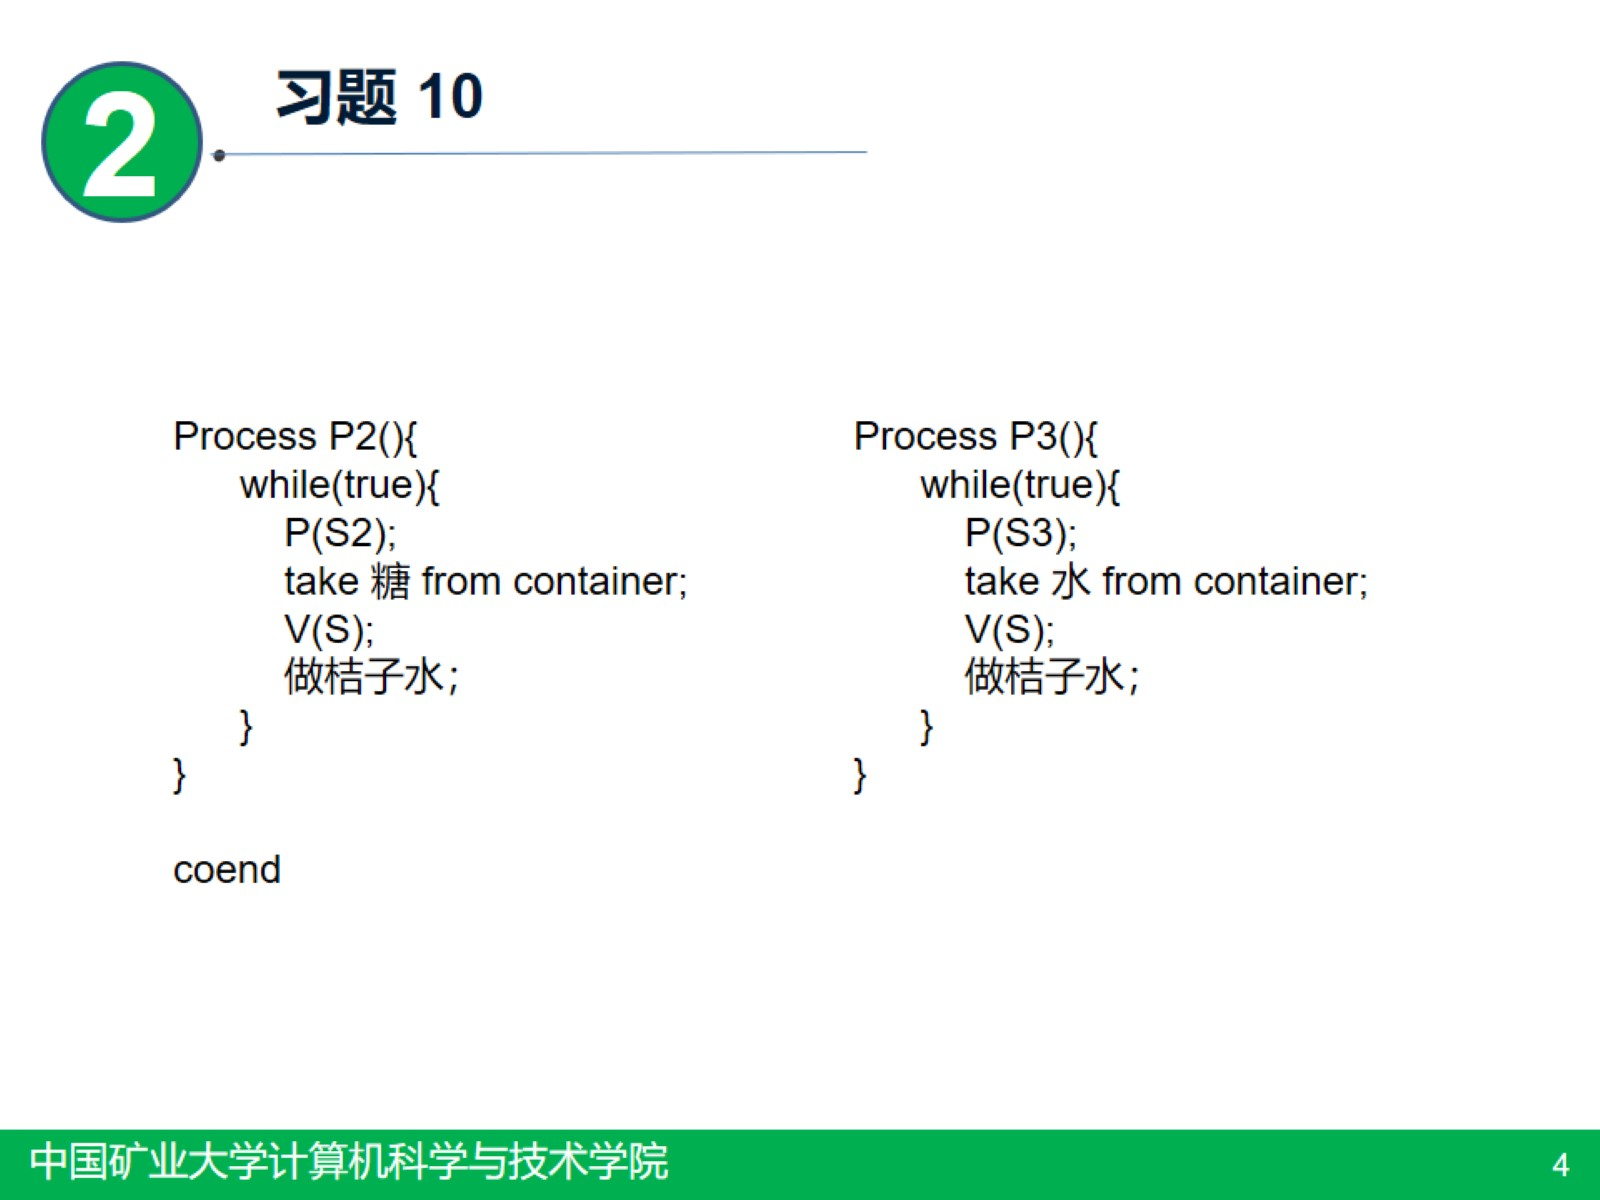 2
习题 10
Process P2(){
while(true){
P(S2);
take 糖 from container;
V(S);
做桔子水；
}
}
coend
Process P3(){
while(true){
P(S3);
take 水 from container;
V(S);
做桔子水；
}
}
中国矿业大学计算机科学与技术学院
4